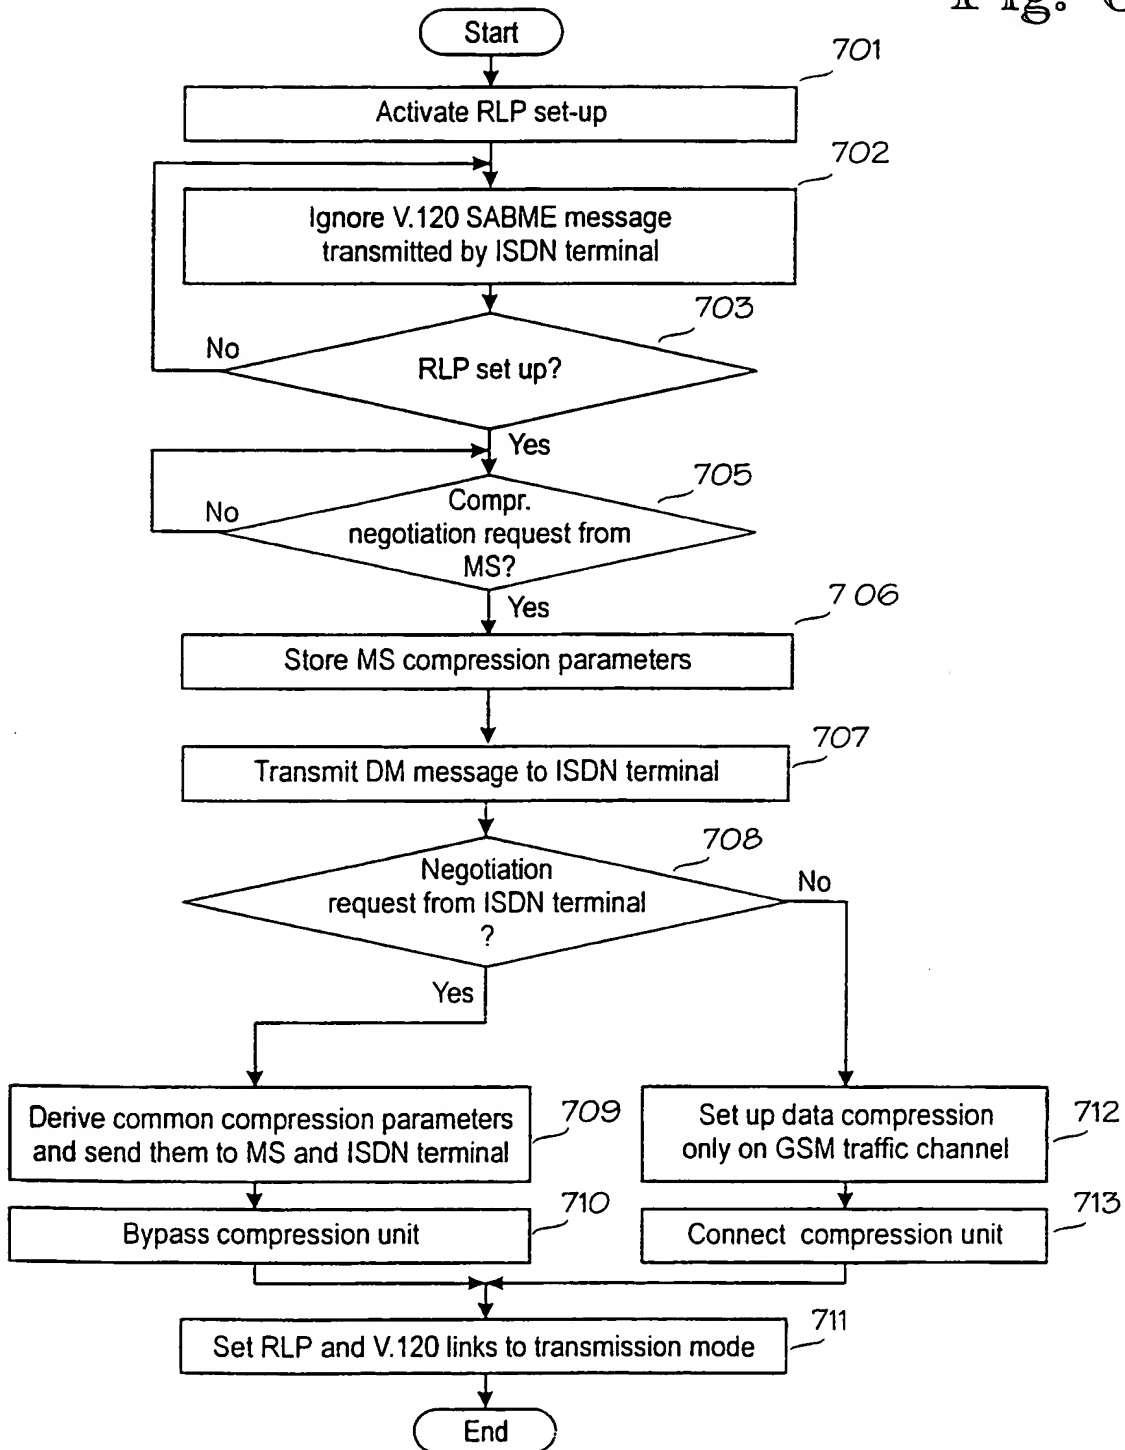 Fig.
Start
701
Activate RLP set-up
702
Ignore V.120 SABME message
transmitted by ISDN terminal
703
No
RLP set up?
Yes
705
No
Compr.
negotiation request from
MS?
Yes
706
Store MS compression parameters
707
Transmit DM message to ISDN terminal
708
Negotiation
request from ISDN terminal
?
No
Yes
Derive common compression parameters
and send them to MS and ISDN terminal
709
Set up data compression
only on GSM traffic channel
712
710
Bypass compression unit
713
Connect compression unit
711
Set RLP and V.120 links to transmission mode
End